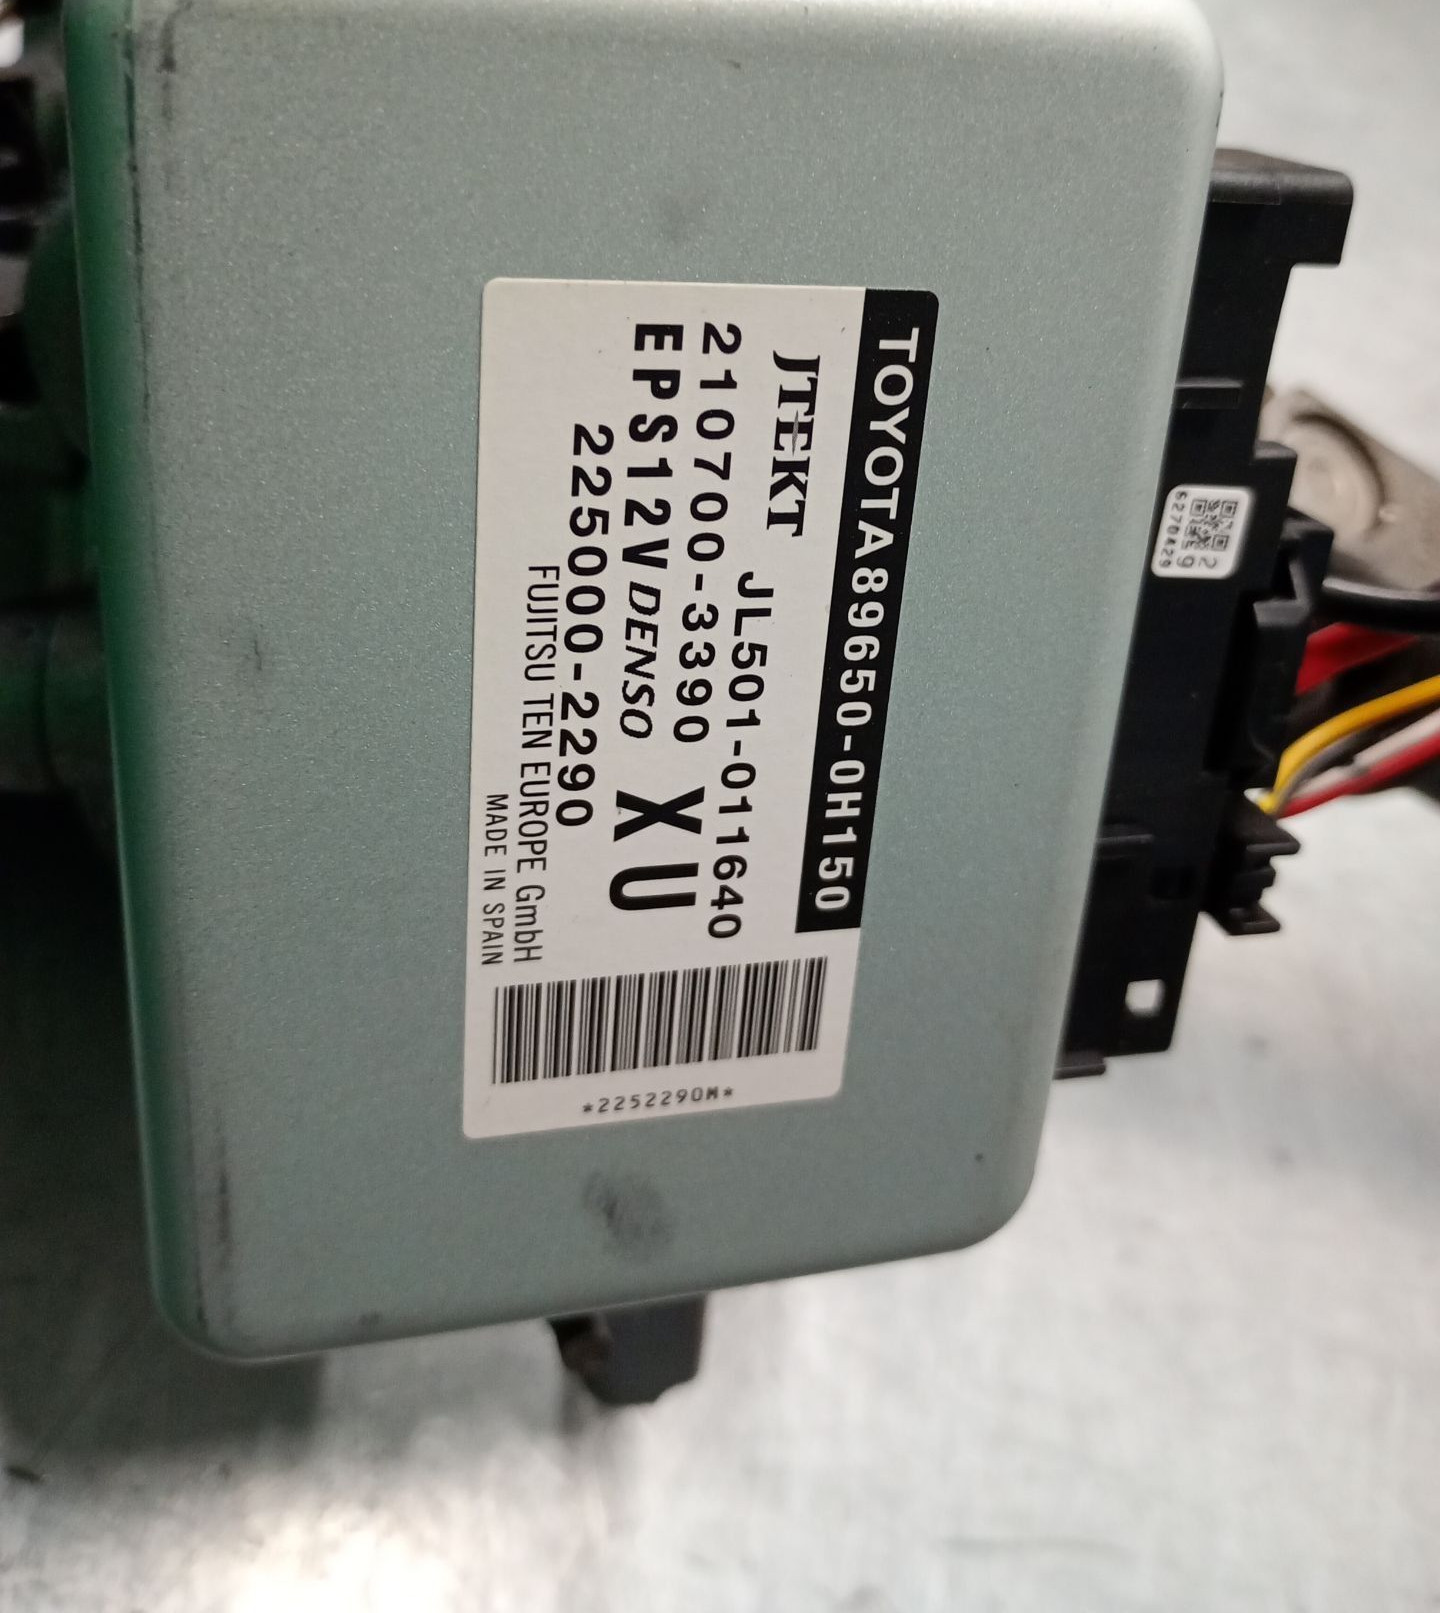 TOYOTA 89650-0H150
JTEKT JL501-011640
210700-3390
EPS12V DENSO XU
225000-2290
FUJITSU TEN EUROPE GmbH
MADE IN SPAIN
*2252290M*